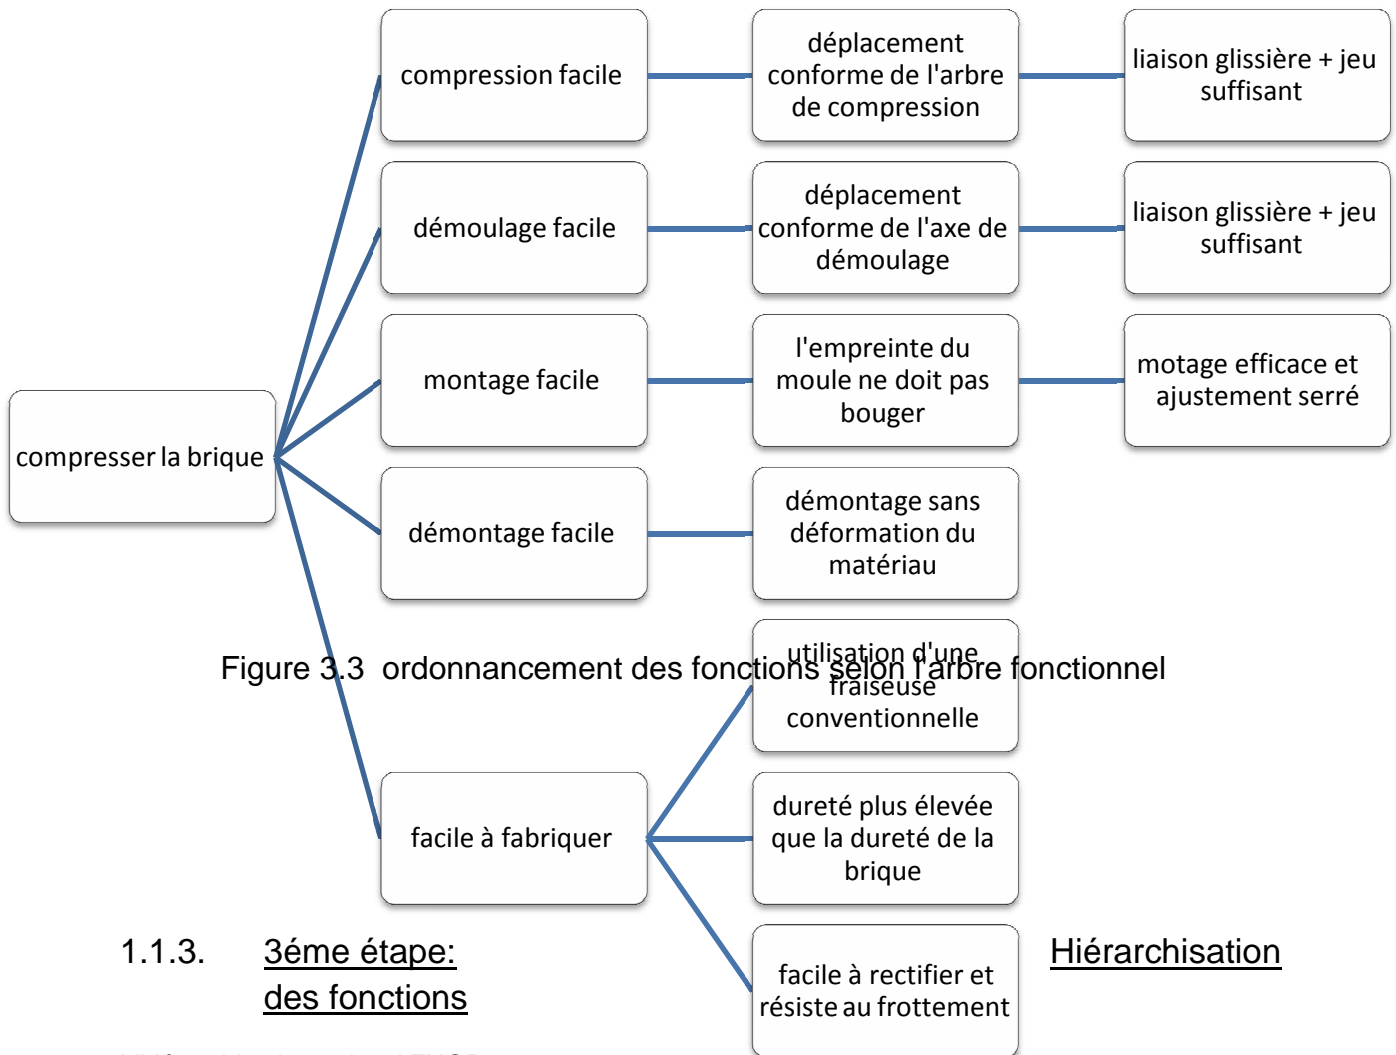 compresser la brique
compression facile
déplacement
conforme de l'arbre
de compression
liaison glissière + jeu
suffisant
démoulage facile
déplacement
conforme de l'axe de
démoulage
liaison glissière + jeu
suffisant
montage facile
l'empreinte du
moule ne doit pas
bouger
motage efficace et
ajustement serré
démontage facile
démontage sans
déformation du
matériau
Figure 3.3 ordonnancement des fonctions selon l'arbre fonctionnel
facile à fabriquer
utilisation d'une
fraiseuse
conventionnelle
dureté plus élevée
que la dureté de la
brique
facile à rectifier et
résiste au frottement
1.1.3. 3éme étape: Hiérarchisation
des fonctions